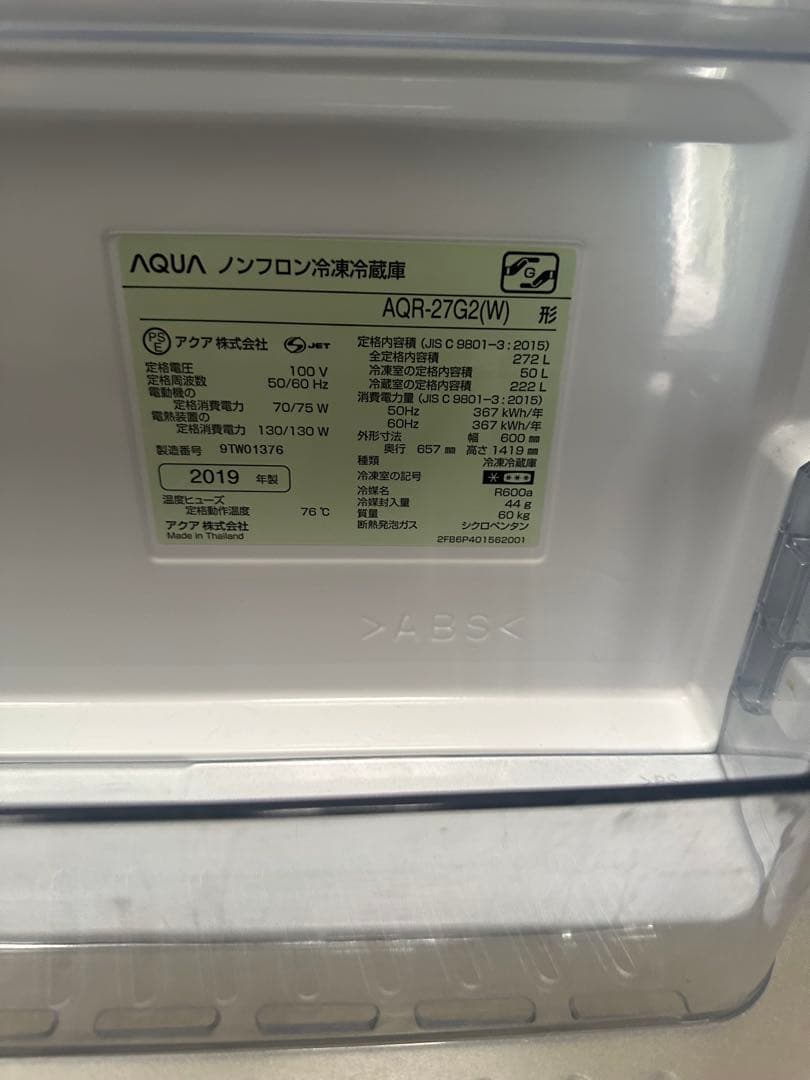 AQUA ノンフロン冷凍冷蔵庫
G
AQR-27G2(W) 形
PSE アクア 株式会社 S JET
定格電圧 100 V
定格周波数 50/60 Hz
電動機の
定格消費電力 70/75 W
電熱装置の
定格消費電力 130/130 W
製造番号 9TW01376
2019 年製
温度ヒューズ
定格動作温度 76 ℃
アクア 株式会社
Made in Thailand
定格内容積 (JIS C 9801-3 : 2015)
全定格内容積 272 L
冷凍室の定格内容積 50 L
冷蔵室の定格内容積 222 L
消費電力量 (JIS C 9801-3 : 2015)
50Hz 367 kWh/年
60Hz 367 kWh/年
外形寸法 幅 600 mm
奥行 657 mm 高さ 1419 mm
種類 冷凍冷蔵庫
冷凍室の記号 * ***
冷媒名 R600a
冷媒封入量 44 g
質量 60 kg
断熱発泡ガス シクロペンタン
2FB6P401562001
>ABS<